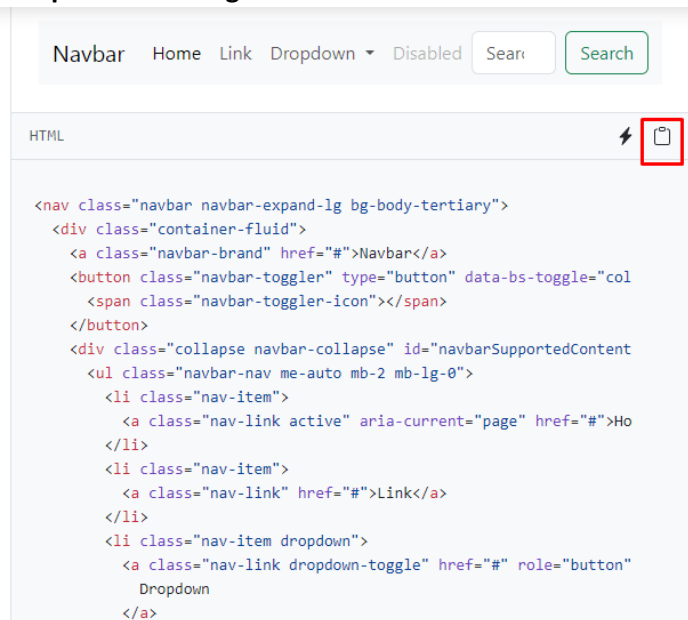 Navbar Home Link Dropdown Disabled Searc Search
HTML
<nav class="navbar navbar-expand-lg bg-body-tertiary">
  <div class="container-fluid">
    <a class="navbar-brand" href="#">Navbar</a>
    <button class="navbar-toggler" type="button" data-bs-toggle="col
      <span class="navbar-toggler-icon"></span>
    </button>
    <div class="collapse navbar-collapse" id="navbarSupportedContent
      <ul class="navbar-nav me-auto mb-2 mb-lg-0">
        <li class="nav-item">
          <a class="nav-link active" aria-current="page" href="#">Ho
        </li>
        <li class="nav-item">
          <a class="nav-link" href="#">Link</a>
        </li>
        <li class="nav-item dropdown">
          <a class="nav-link dropdown-toggle" href="#" role="button"
            Dropdown
          </a>